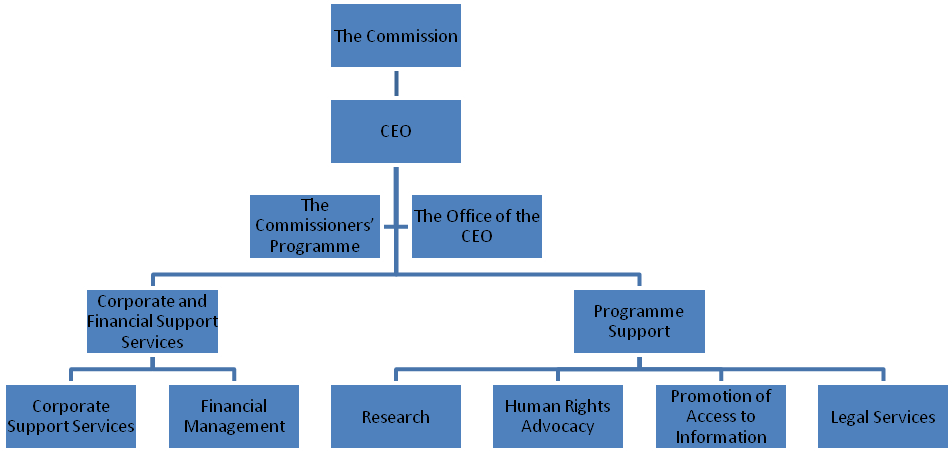 The Commission
CEO
The
Commissioners’
Programme
The Office of the
CEO
Corporate and
Financial Support
Services
Programme
Support
Corporate
Support Services
Financial
Management
Research
Human Rights
Advocacy
Promotion of
Access to
Information
Legal Services